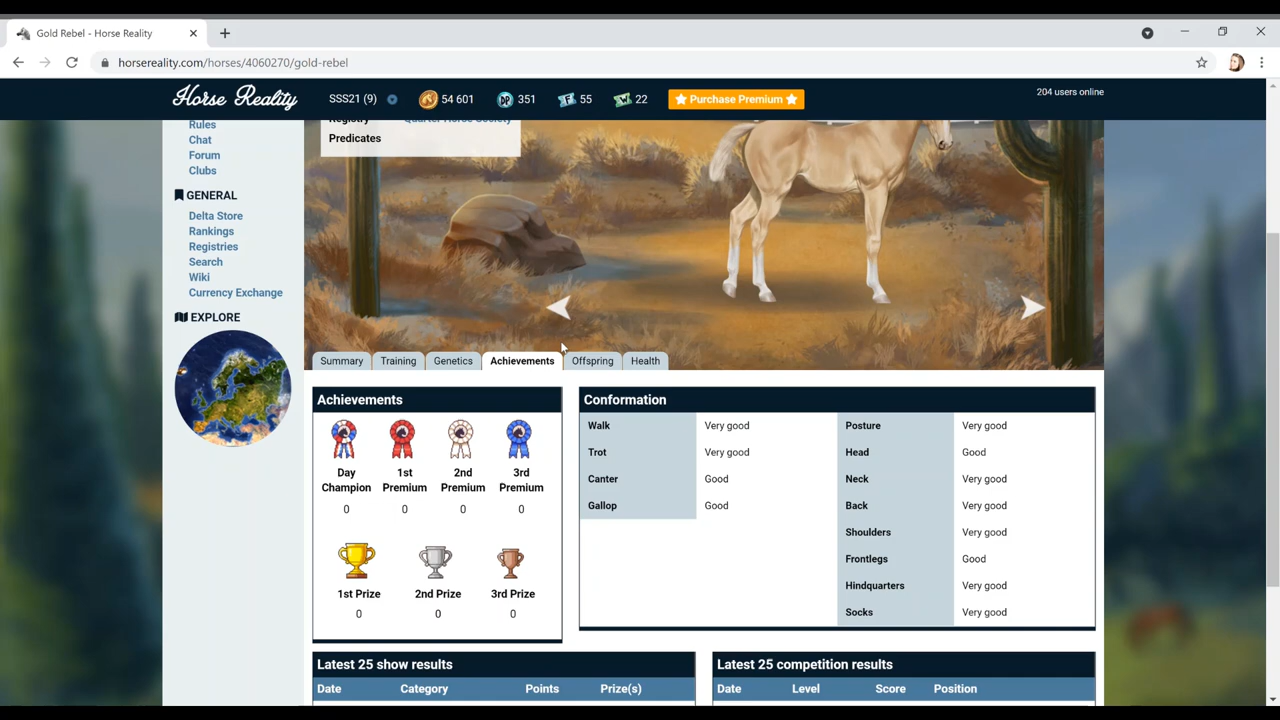 Gold Rebel - Horse Reality
horsereality.com/horses/4060270/gold-rebel
Horse Reality
SSS21 (9) 54 601 DP 351 55 22 Purchase Premium
204 users online
Rules
Chat
Forum
Clubs
GENERAL
Delta Store
Rankings
Registries
Search
Wiki
Currency Exchange
EXPLORE
Registry Quarter Horse Society
Predicates
Summary Training Genetics Achievements Offspring Health
Achievements
Day Champion 1st Premium 2nd Premium 3rd Premium
0 0 0 0
1st Prize 2nd Prize 3rd Prize
0 0 0
Conformation
Walk Very good Posture Very good
Trot Very good Head Good
Canter Good Neck Very good
Gallop Good Back Very good
Shoulders Very good
Frontlegs Good
Hindquarters Very good
Socks Very good
Latest 25 show results
Date Category Points Prize(s)
Latest 25 competition results
Date Level Score Position